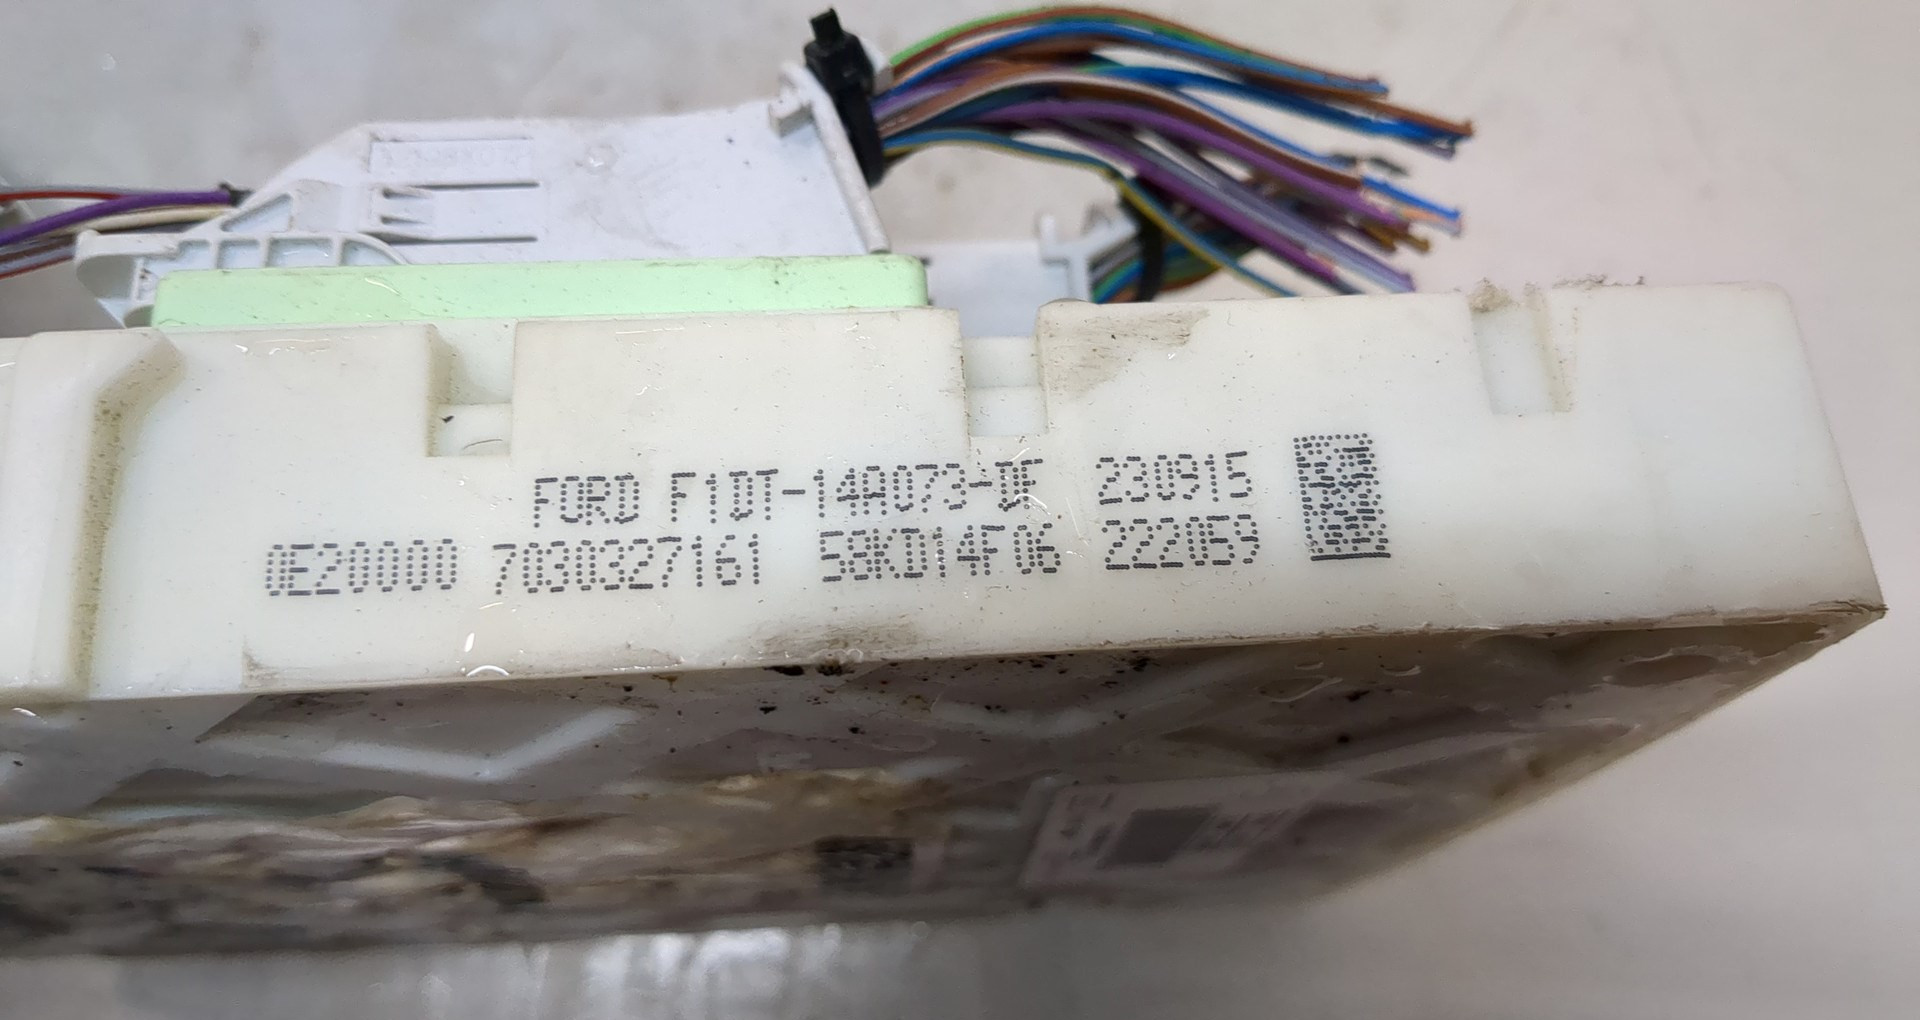 FORD F1DT-14A073-DF 230915
0E20000 7030327161 58KD14F06 222059